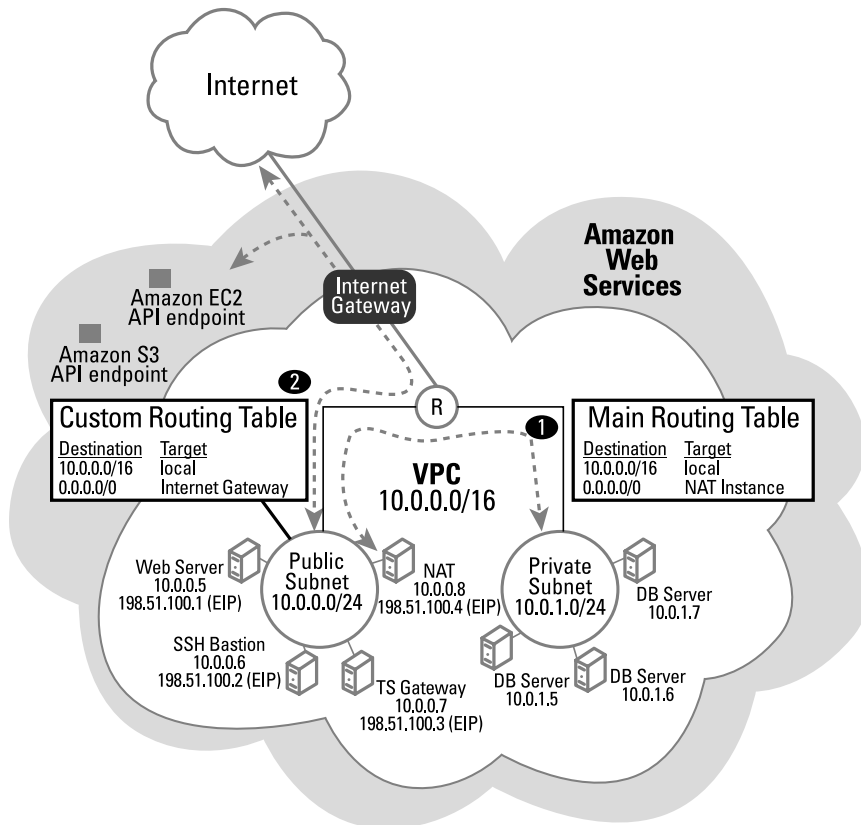 Internet
Amazon
Web
Services
Internet
Gateway
Amazon EC2
API endpoint
Amazon S3
API endpoint
2
R
1
Custom Routing Table
Destination Target
10.0.0.0/16 local
0.0.0.0/0 Internet Gateway
Main Routing Table
Destination Target
10.0.0.0/16 local
0.0.0.0/0 NAT Instance
VPC
10.0.0.0/16
Web Server
10.0.0.5
198.51.100.1 (EIP)
Public
Subnet
10.0.0.0/24
NAT
10.0.0.8
198.51.100.4 (EIP)
Private
Subnet
10.0.1.0/24
DB Server
10.0.1.7
SSH Bastion
10.0.0.6
198.51.100.2 (EIP)
TS Gateway
10.0.0.7
198.51.100.3 (EIP)
DB Server
10.0.1.5
DB Server
10.0.1.6